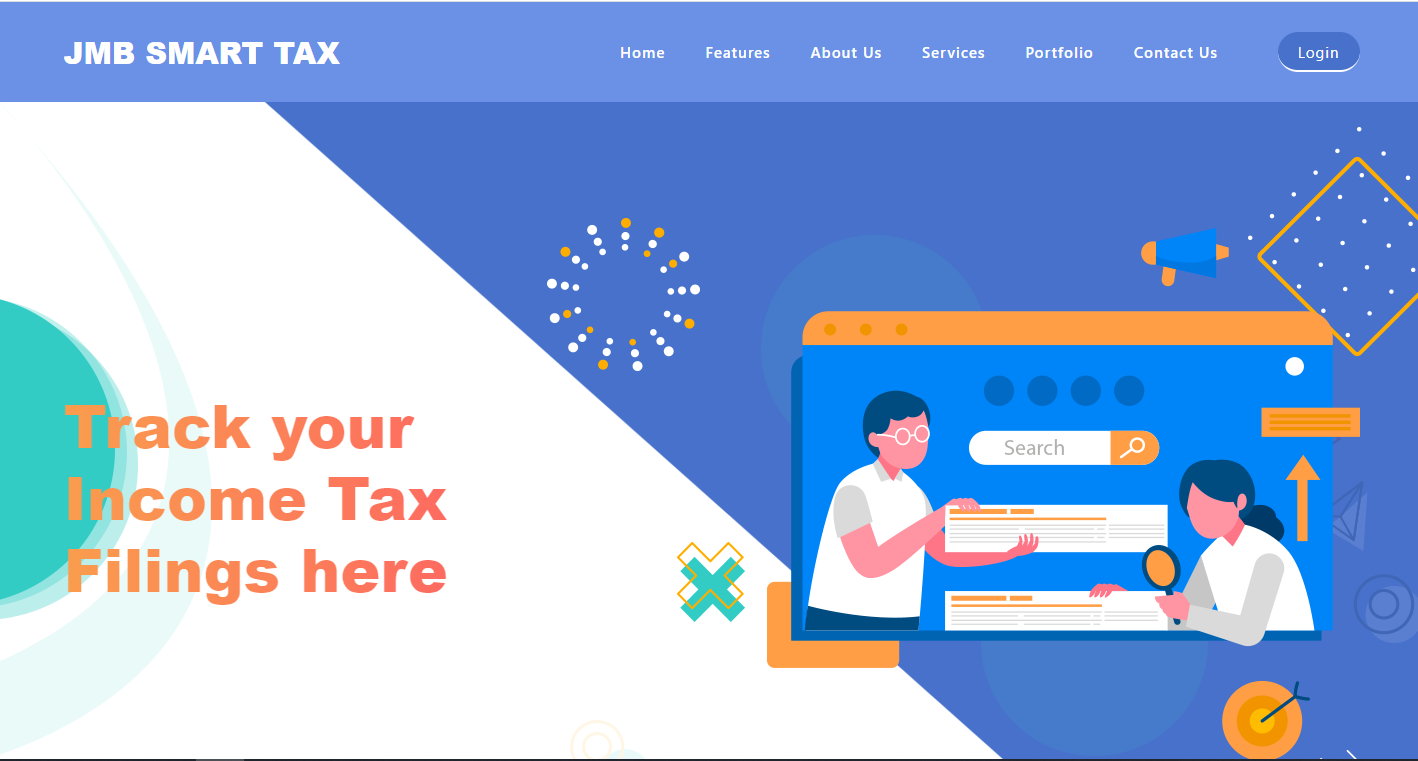 JMB SMART TAX
Home Features About Us Services Portfolio Contact Us Login
Search
Track your
Income Tax
Filings here